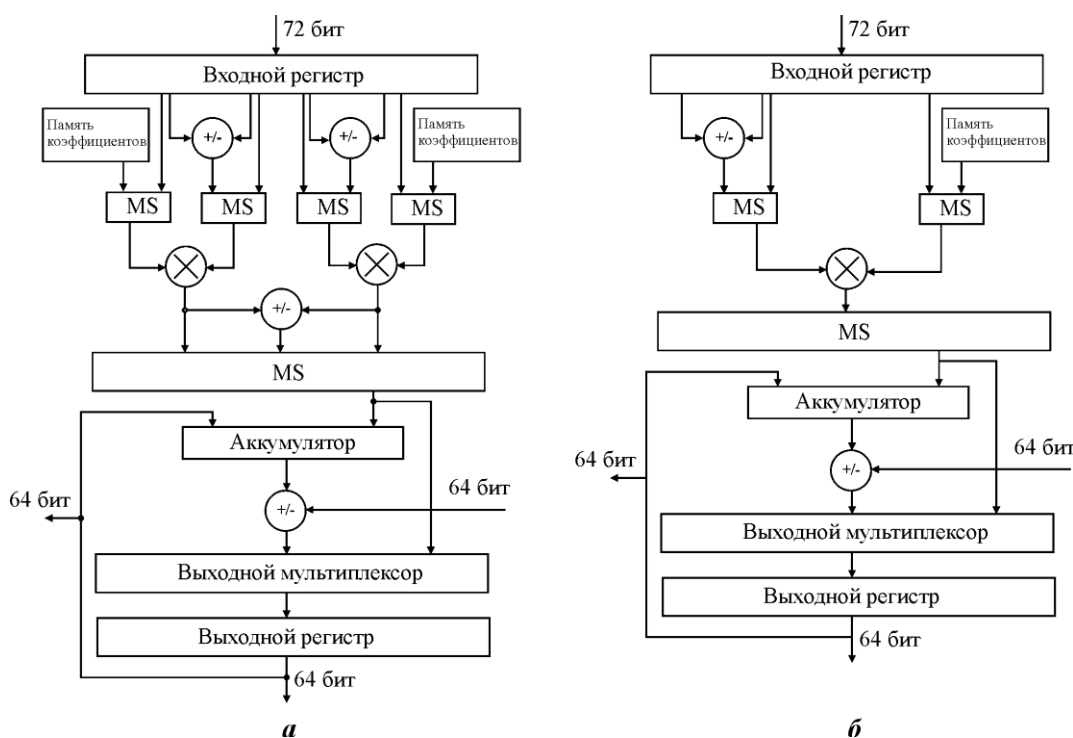 72 бит
Входной регистр
Память
коэффициентов
+/-
+/-
Память
коэффициентов
MS
MS
MS
MS
+/-
MS
Аккумулятор
64 бит
64 бит
+/-
Выходной мультиплексор
Выходной регистр
64 бит
а
72 бит
Входной регистр
+/-
Память
коэффициентов
MS
MS
MS
Аккумулятор
64 бит
64 бит
+/-
Выходной мультиплексор
Выходной регистр
64 бит
б